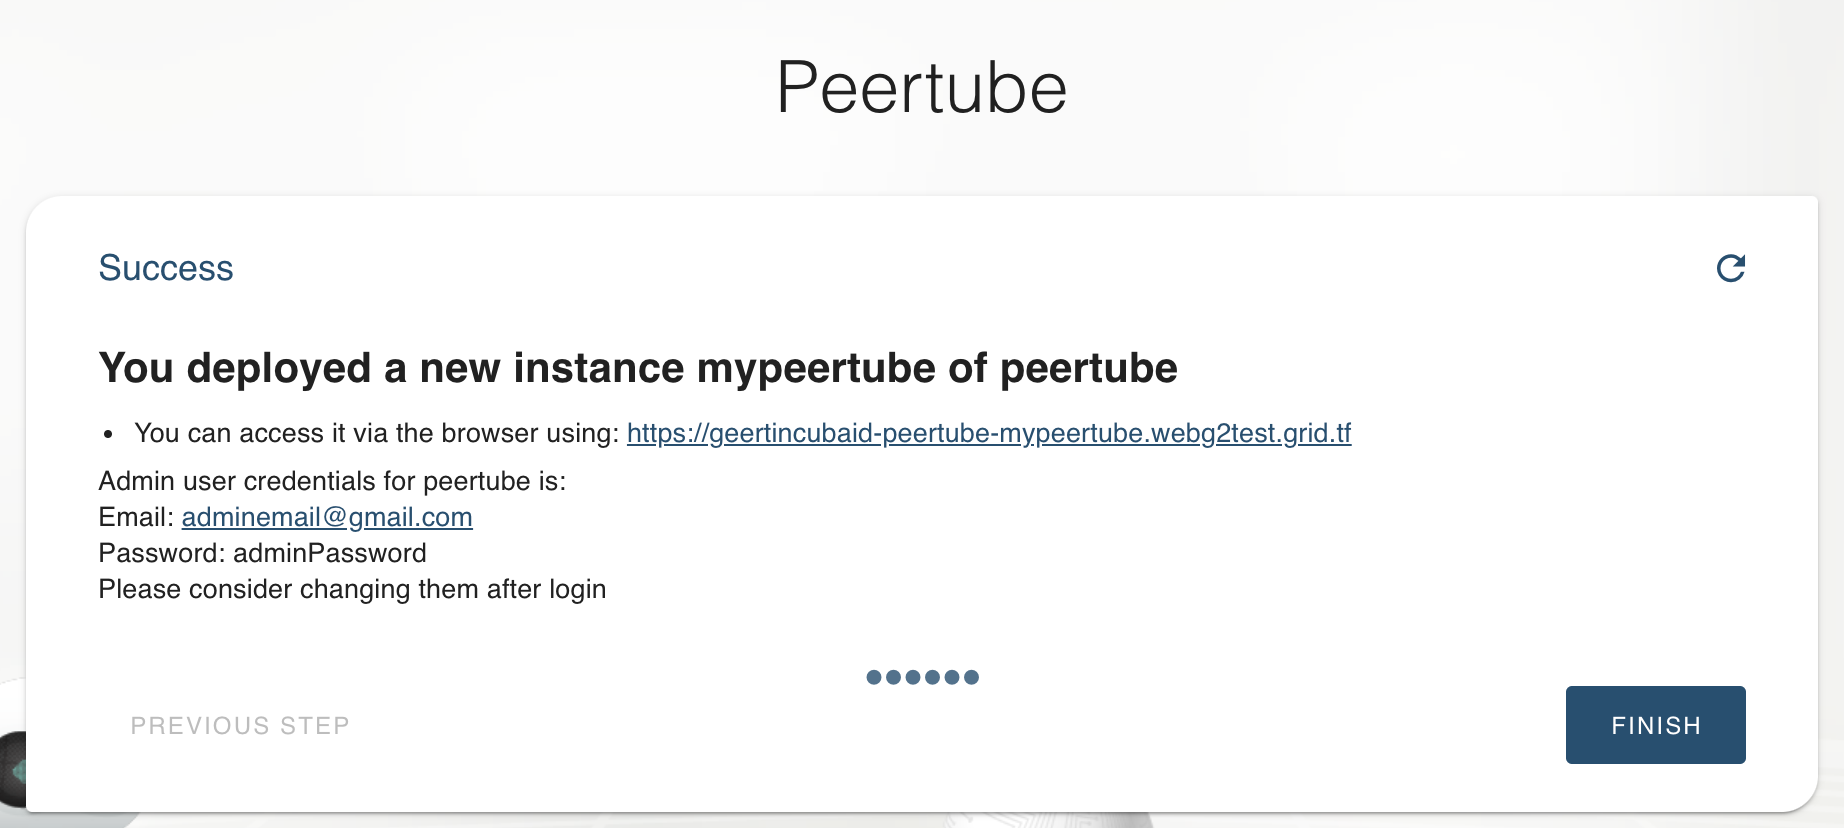 Peertube
Success
You deployed a new instance mypeertube of peertube
• You can access it via the browser using: https://geertincubaid-peertube-mypeertube.webg2test.grid.tf
Admin user credentials for peertube is:
Email: adminemail@gmail.com
Password: adminPassword
Please consider changing them after login
PREVIOUS STEP
FINISH